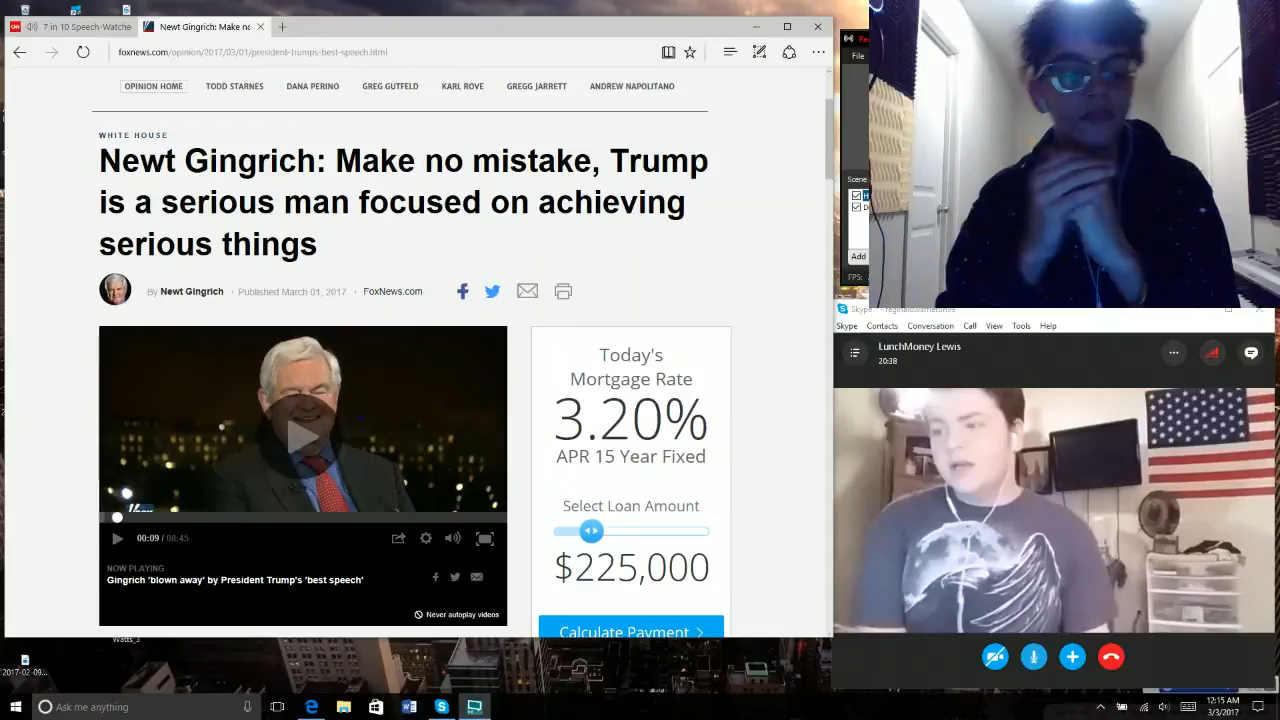 7 in 10 Speech-Watche
Newt Gingrich: Make no
foxnews.com/opinion/2017/03/01/president-trumps-best-speech.html
OPINION HOME TODD STARNES DANA PERINO GREG GUTFELD KARL ROVE GREGG JARRETT ANDREW NAPOLITANO
WHITE HOUSE
Newt Gingrich: Make no mistake, Trump
is a serious man focused on achieving
serious things
By Newt Gingrich · Published March 01, 2017 · FoxNews.com
Today's
Mortgage Rate
3.20%
APR 15 Year Fixed
Select Loan Amount
$225,000
Calculate Payment
00:09 / 08:45
NOW PLAYING
Gingrich 'blown away' by President Trump's 'best speech'
Never autoplay videos
File
Scene
Add
FPS:
Skype
Skype Contacts Conversation Call View Tools Help
LunchMoney Lewis
20:38
Watts_3
2017-02-09...
Ask me anything
12:15 AM
3/3/2017